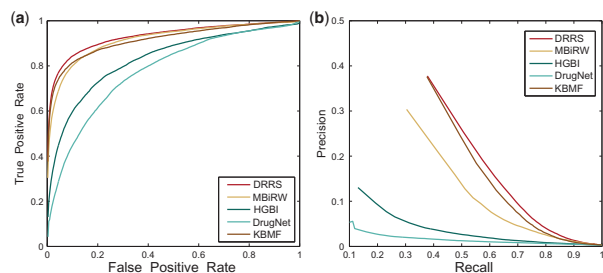 (a)
True Positive Rate
1
0.8
0.6
0.4
0.2
0
0 0.2 0.4 0.6 0.8 1
False Positive Rate
DRRS
MBiRW
HGBI
DrugNet
KBMF
(b)
Precision
0.5
0.4
0.3
0.2
0.1
0
0.1 0.2 0.3 0.4 0.5 0.6 0.7 0.8 0.9 1
Recall
DRRS
MBiRW
HGBI
DrugNet
KBMF